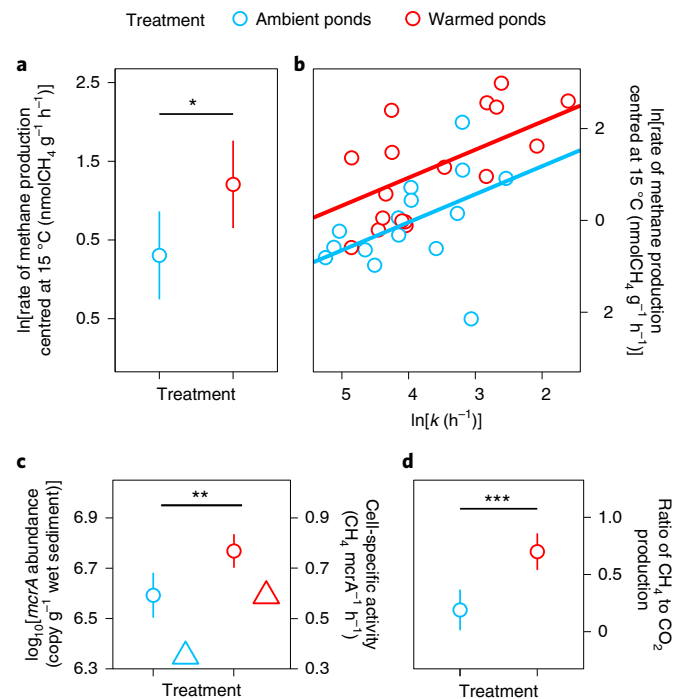 Treatment Ambient ponds Warmed ponds
a
ln[rate of methane production
centred at 15 °C (nmolCH₄ g⁻¹ h⁻¹)]
2.5
1.5
0.5
0.5
*
Treatment
b
5 4 3 2
ln[k (h⁻¹)]
2
0
2
ln[rate of methane production
centred at 15 °C (nmolCH₄ g⁻¹ h⁻¹)]
c
log₁₀[mcrA abundance
(copy g⁻¹ wet sediment)]
6.9
6.7
6.5
6.3
**
Treatment
0.9
0.7
0.5
0.3
Cell-specific activity
(CH₄ mcrA⁻¹ h⁻¹)
d
***
Treatment
1.0
0.5
0
Ratio of CH₄ to CO₂
production